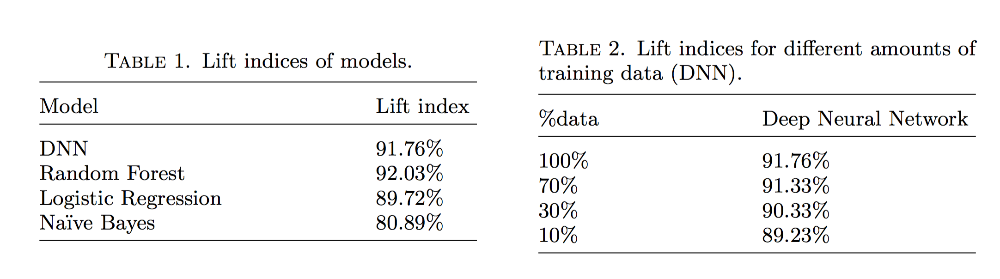 TABLE 1. Lift indices of models.
Model Lift index
DNN 91.76%
Random Forest 92.03%
Logistic Regression 89.72%
Naïve Bayes 80.89%
TABLE 2. Lift indices for different amounts of
training data (DNN).
%data Deep Neural Network
100% 91.76%
70% 91.33%
30% 90.33%
10% 89.23%